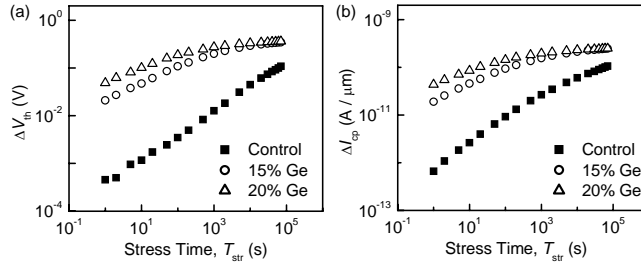 (a)
10^0
10^-2
10^-4
ΔV_th (V)
Control
15% Ge
20% Ge
10^-1 10^1 10^3 10^5
Stress Time, T_str (s)
(b)
10^-9
10^-11
10^-13
ΔI_cp (A / μm)
Control
15% Ge
20% Ge
10^-1 10^1 10^3 10^5
Stress Time, T_str (s)